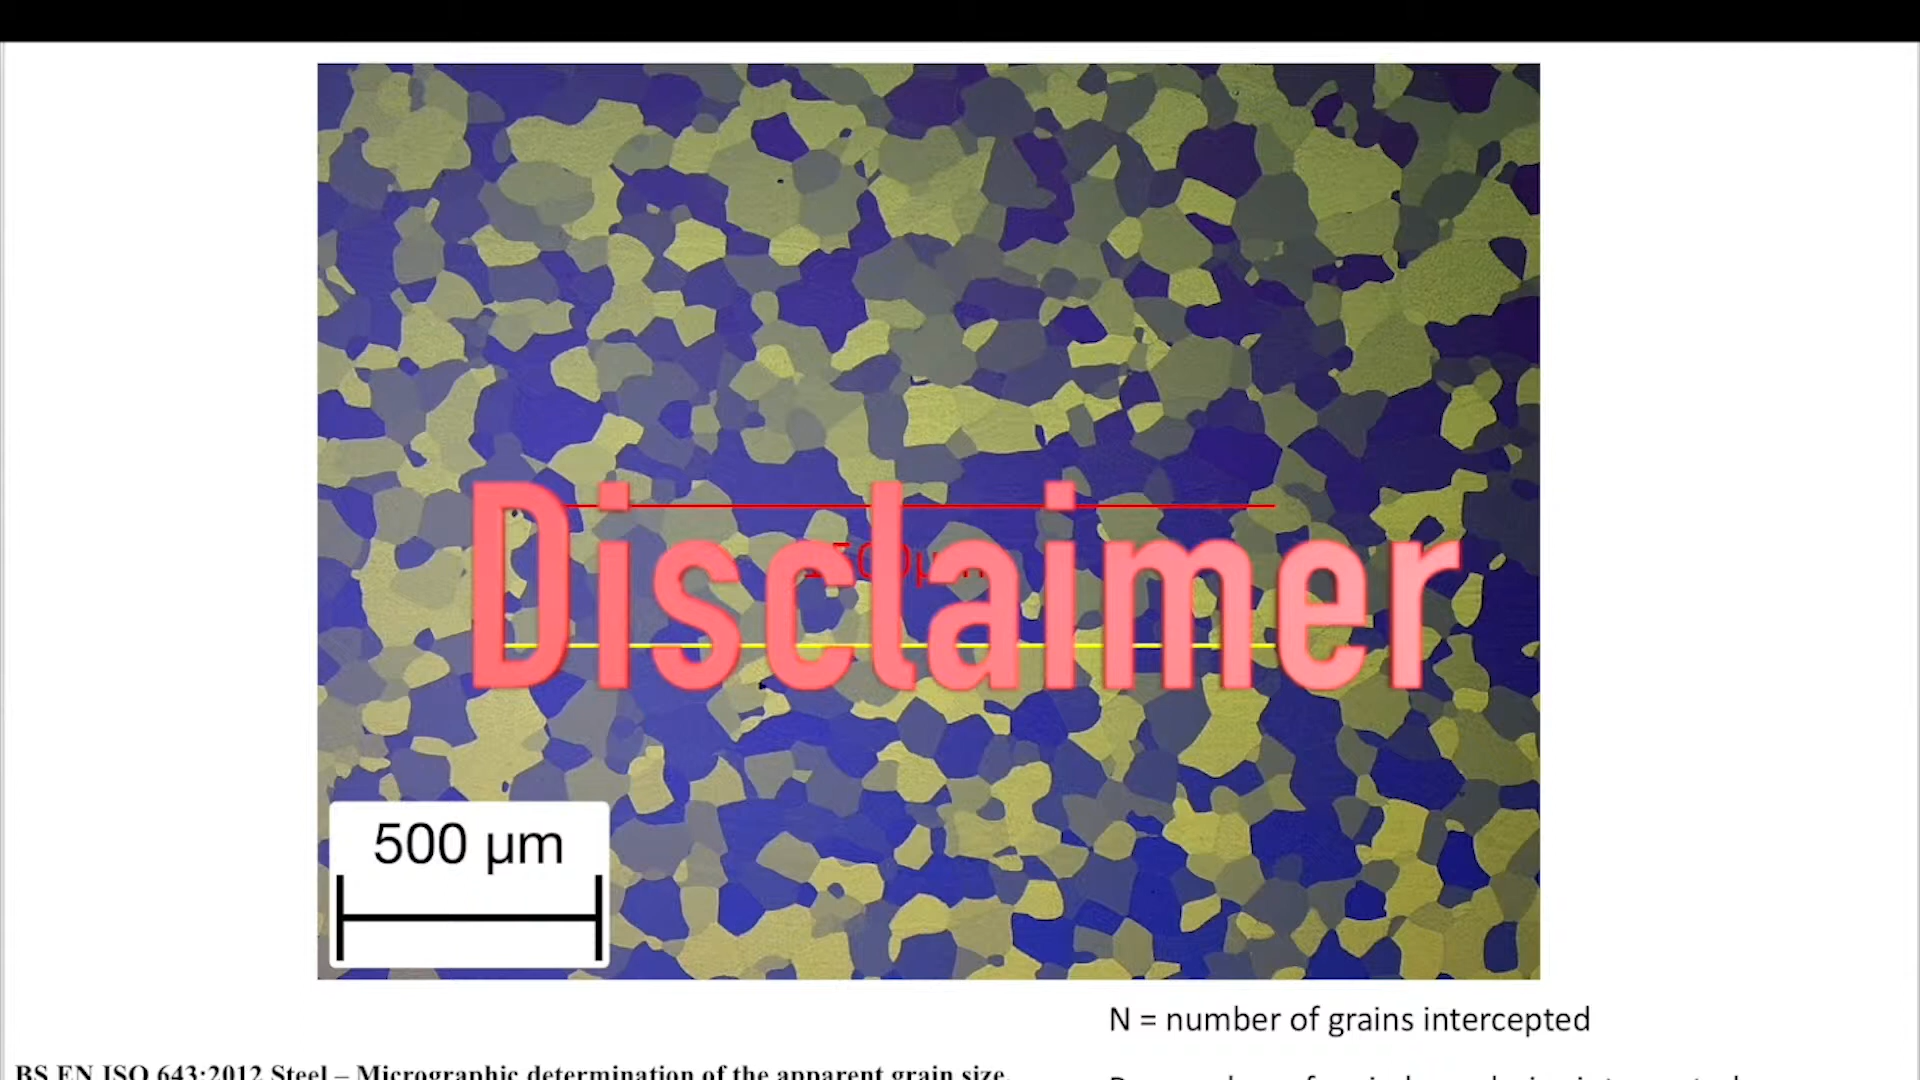 Disclaimer
500 µm
N = number of grains intercepted
BS EN ISO 643:2012 Steel – Micrographic determination of the apparent grain size.